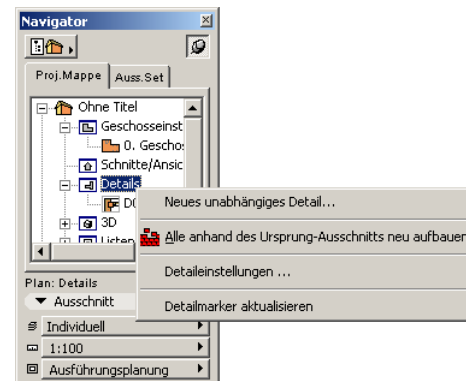 Navigator
Proj.Mappe
Auss.Set
Ohne Titel
Geschosseinst
0. Geschos
Schnitte/Ansic
Details
Neues unabhängiges Detail...
3D
Alle anhand des Ursprung-Ausschnitts neu aufbauen
Listen
Detaileinstellungen ...
Plan: Details
Ausschnitt
Detailmarker aktualisieren
Individuell
1:100
Ausführungsplanung